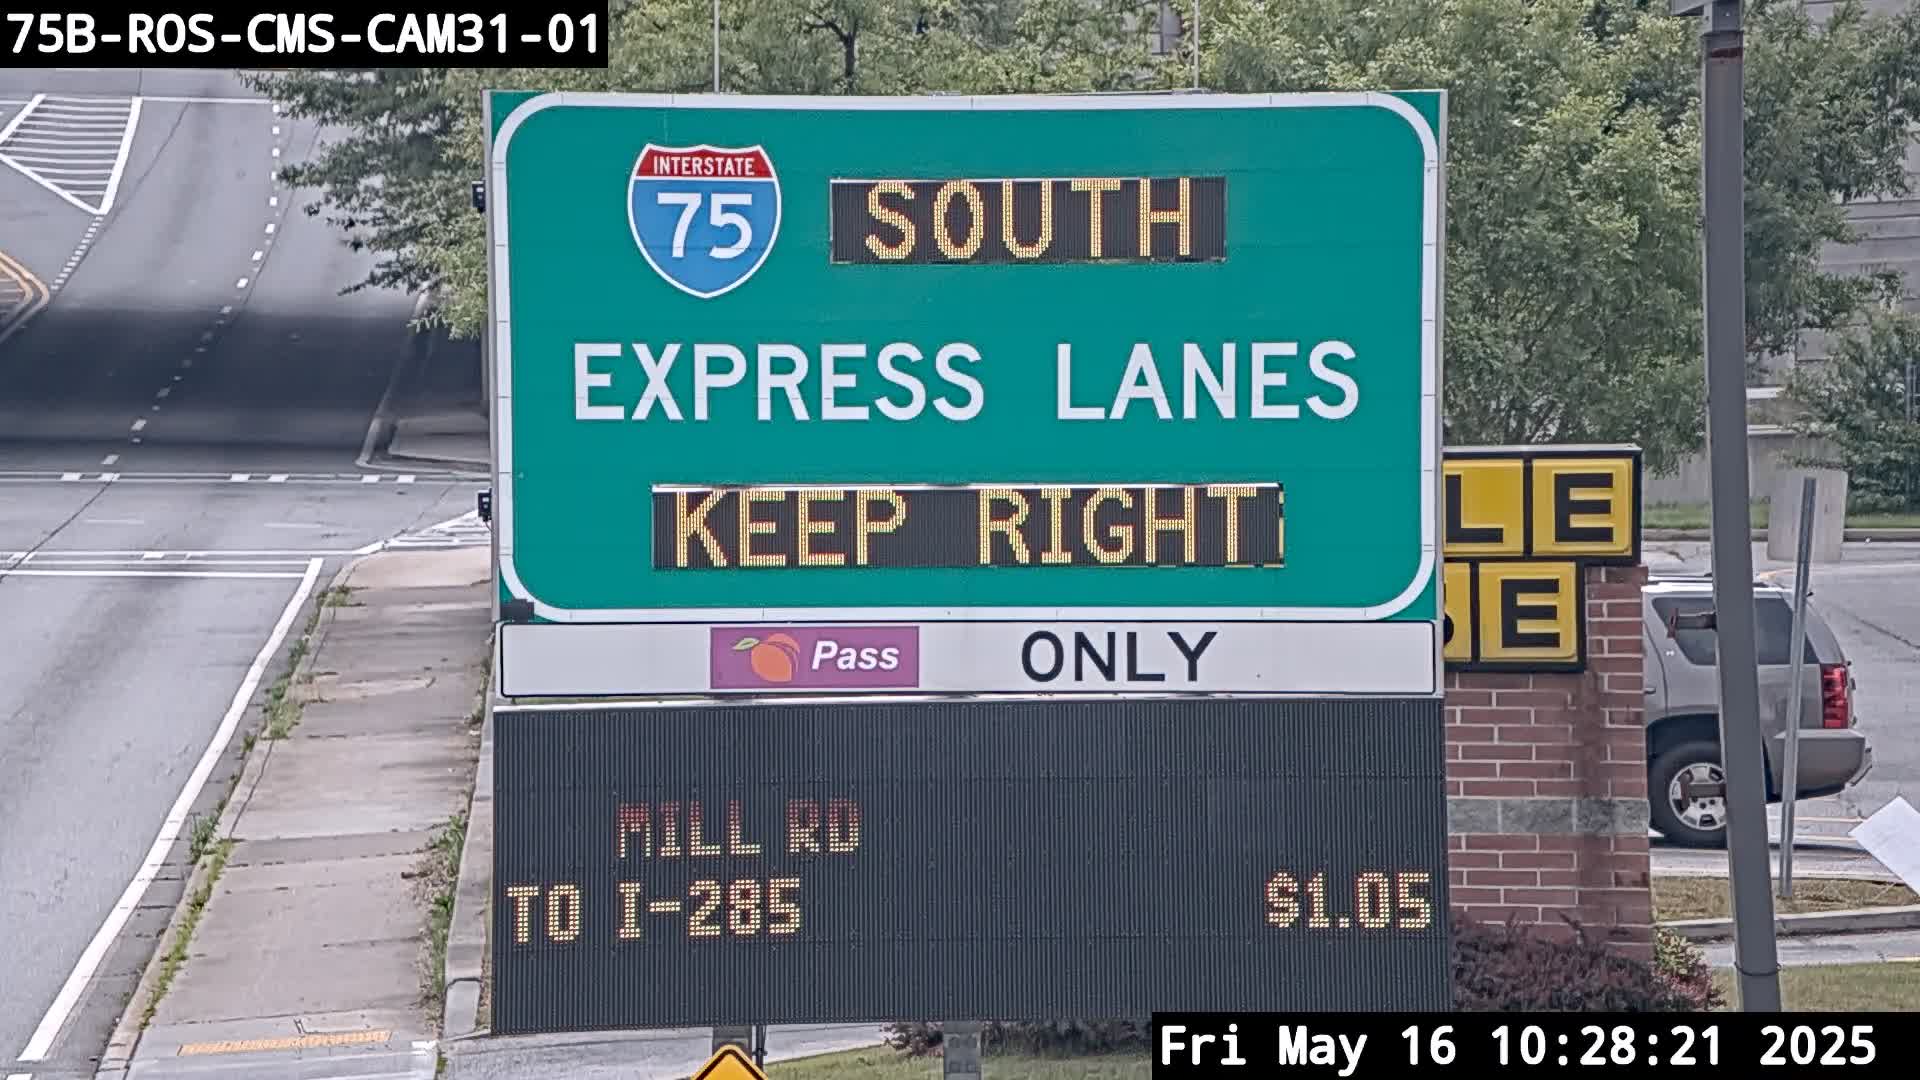 75B-ROS-CMS-CAM31-01
INTERSTATE
75
SOUTH
EXPRESS LANES
KEEP RIGHT
Pass ONLY
LE
E
MILL RD
TO I-285 $1.05
Fri May 16 10:28:21 2025